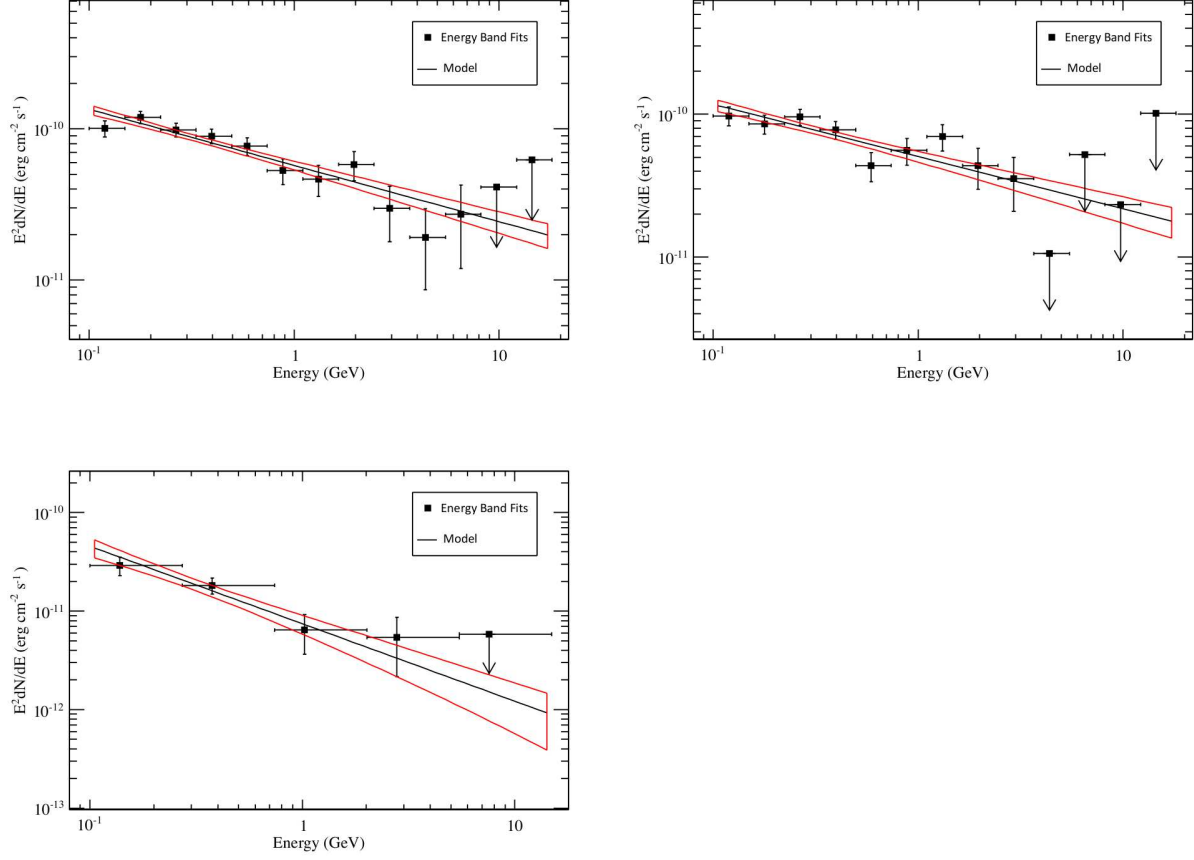 Energy Band Fits
Model
E²dN/dE (erg cm⁻² s⁻¹)
10⁻¹⁰
10⁻¹¹
10⁻¹
1
10
Energy (GeV)
Energy Band Fits
Model
E²dN/dE (erg cm⁻² s⁻¹)
10⁻¹⁰
10⁻¹¹
10⁻¹
1
10
Energy (GeV)
Energy Band Fits
Model
E²dN/dE (erg cm⁻² s⁻¹)
10⁻¹⁰
10⁻¹¹
10⁻¹²
10⁻¹³
10⁻¹
1
10
Energy (GeV)